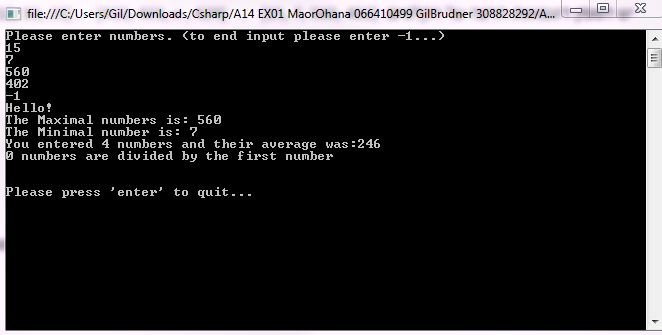 file:///C:/Users/Gil/Downloads/Csharp/A14 EX01 MaorOhana 066410499 GilBrudner 308828292/A...
Please enter numbers. (to end input please enter -1...)
15
7
560
402
-1
Hello!
The Maximal numbers is: 560
The Minimal number is: 7
You entered 4 numbers and their average was:246
0 numbers are divided by the first number
Please press 'enter' to quit...